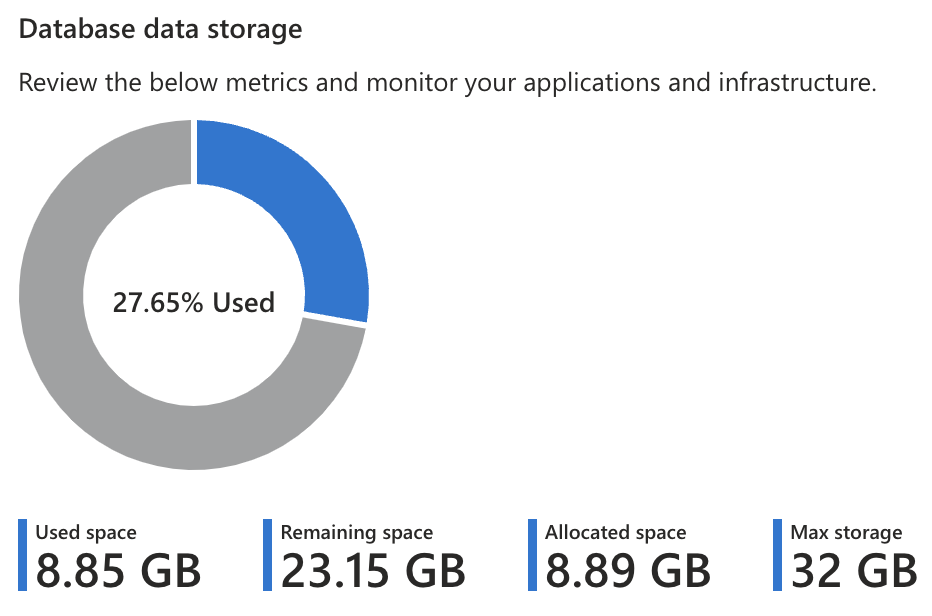 Database data storage
Review the below metrics and monitor your applications and infrastructure.
27.65% Used
Used space
8.85 GB
Remaining space
23.15 GB
Allocated space
8.89 GB
Max storage
32 GB